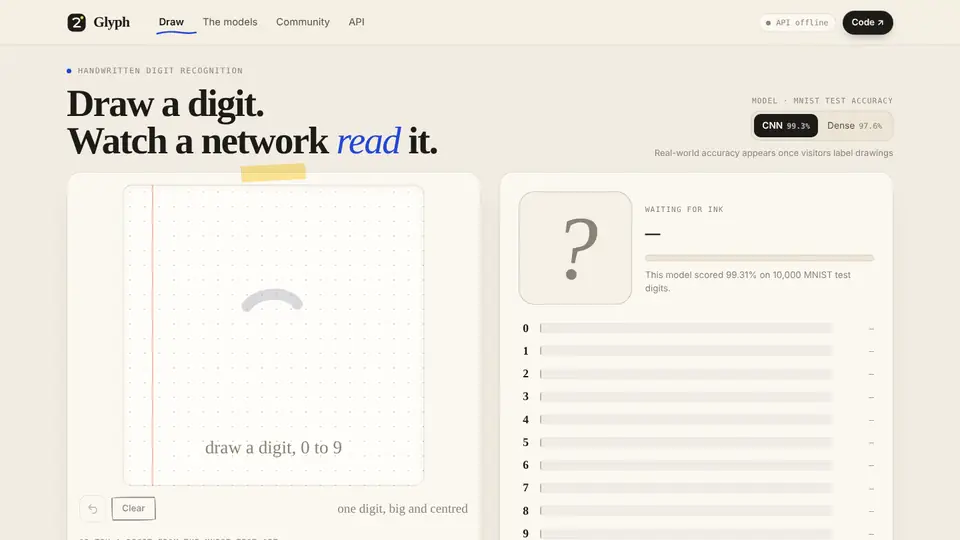 2 Glyph Draw The models Community API API offline Code ↗
HANDWRITTEN DIGIT RECOGNITION
Draw a digit.
Watch a network read it.
MODEL · MNIST TEST ACCURACY
CNN 99.3% Dense 97.6%
Real-world accuracy appears once visitors label drawings
draw a digit, 0 to 9
Clear
one digit, big and centred
?
WAITING FOR INK
—
This model scored 99.31% on 10,000 MNIST test
digits.
0 –
1 –
2 –
3 –
4 –
5 –
6 –
7 –
8 –
9 –